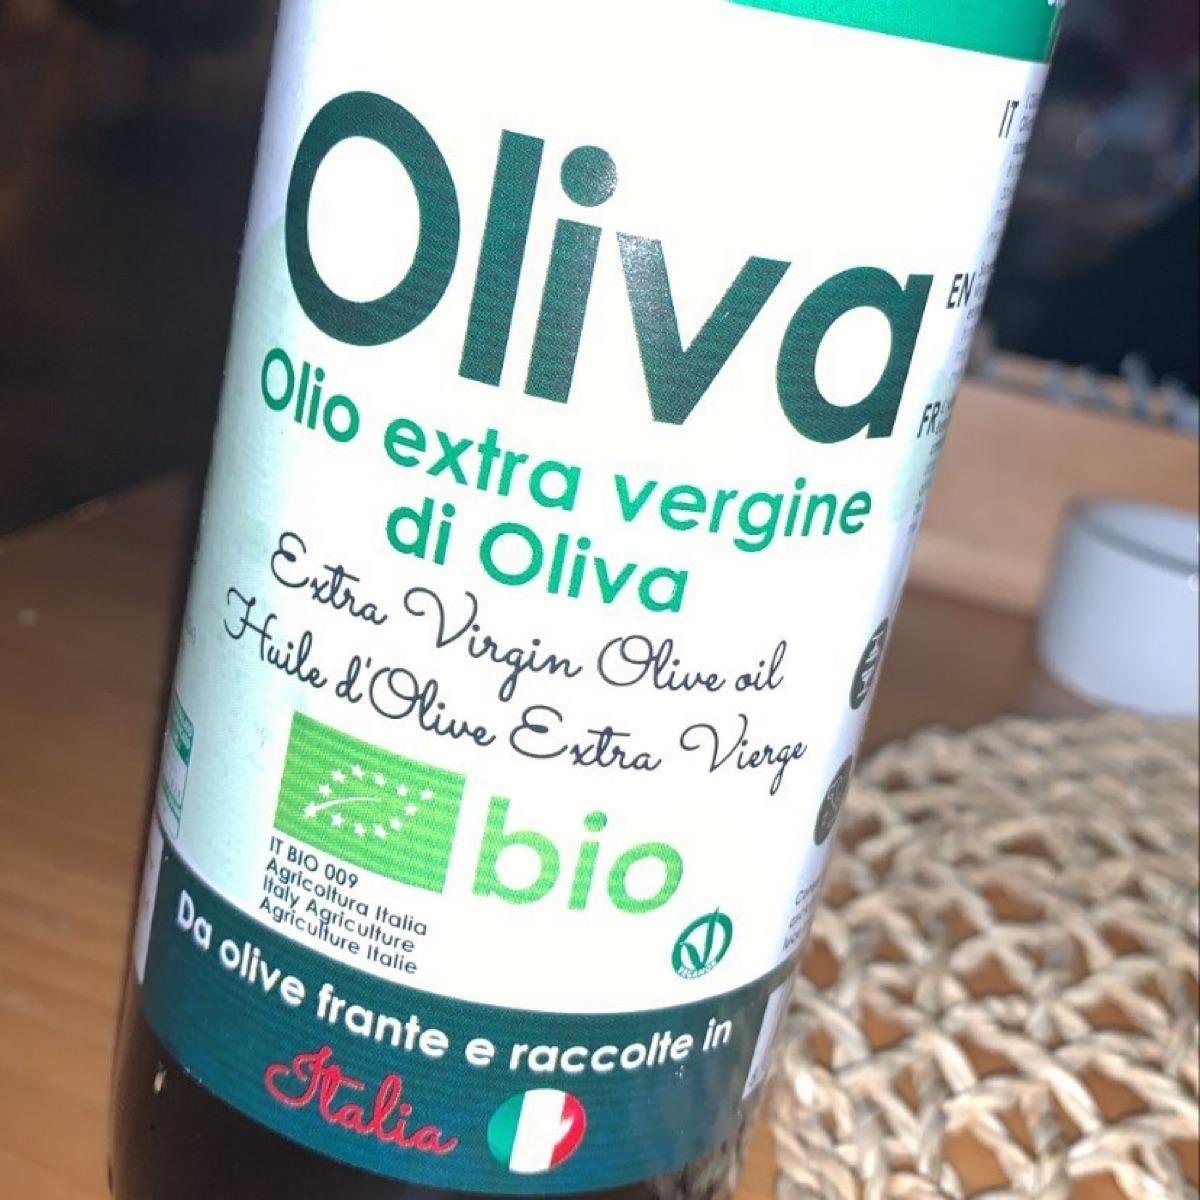 Oliva
Olio extra vergine
di Oliva
Extra Virgin Olive oil
Huile d'Olive Extra Vierge
bio
IT BIO 009
Agricoltura Italia
Italy Agriculture
Agriculture Italie
Da olive frante e raccolte in
Italia
IT
EN
FR